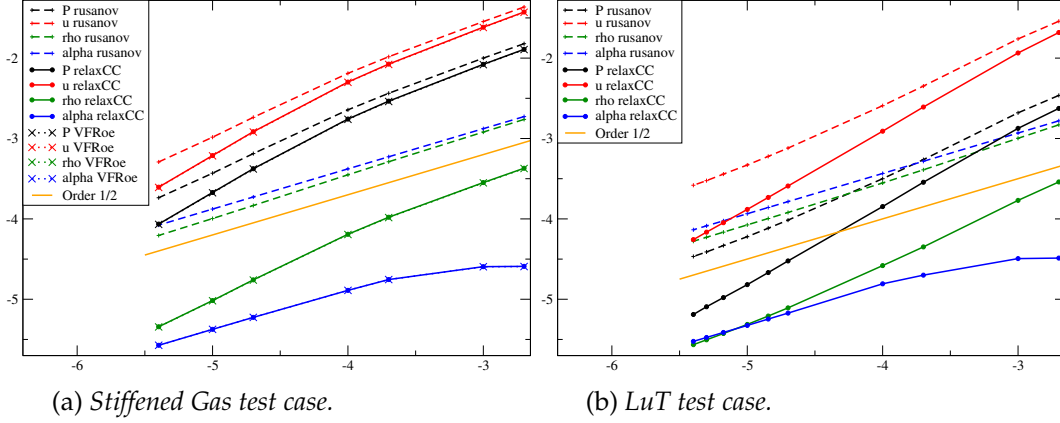 P rusanov
u rusanov
rho rusanov
alpha rusanov
P relaxCC
u relaxCC
rho relaxCC
alpha relaxCC
P VFRoe
u VFRoe
rho VFRoe
alpha VFRoe
Order 1/2
-2
-3
-4
-5
-6
-5
-4
-3
(a) Stiffened Gas test case.
P rusanov
u rusanov
rho rusanov
alpha rusanov
P relaxCC
u relaxCC
rho relaxCC
alpha relaxCC
Order 1/2
-2
-3
-4
-5
-6
-5
-4
-3
(b) LuT test case.